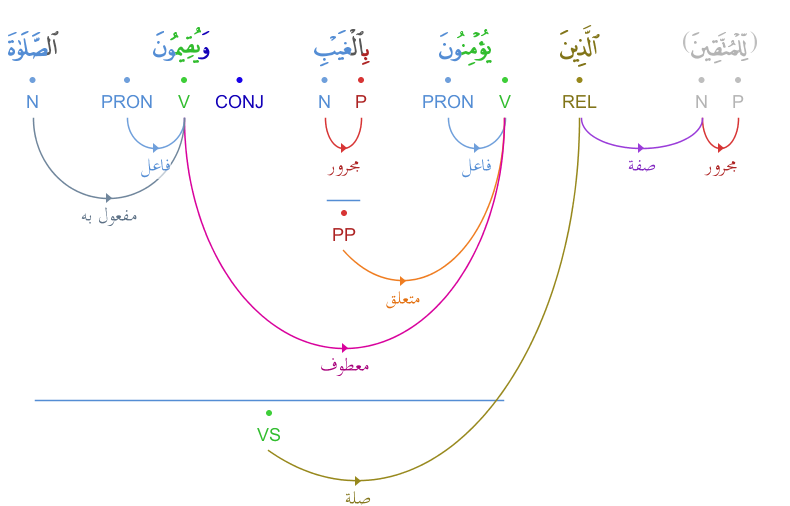 (لِّلْمُتَّقِينَ) ٱلَّذِينَ يُؤْمِنُونَ بِٱلْغَيْبِ وَيُقِيمُونَ ٱلصَّلَوٰةَ
N PRON V CONJ N P PRON V REL N P
فاعل مجرور فاعل صفة مجرور
مفعول به
PP
متعلق
معطوف
VS
صلة